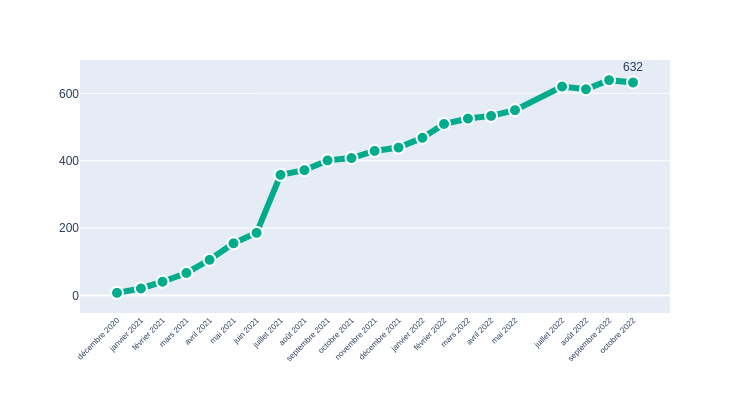 632
600
400
200
0
décembre 2020
janvier 2021
février 2021
mars 2021
avril 2021
mai 2021
juin 2021
juillet 2021
août 2021
septembre 2021
octobre 2021
novembre 2021
décembre 2021
janvier 2022
février 2022
mars 2022
avril 2022
mai 2022
juillet 2022
août 2022
septembre 2022
octobre 2022